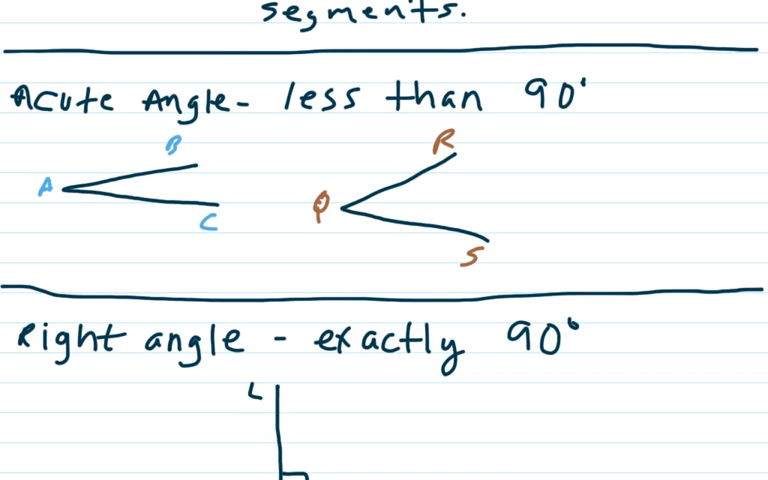 segments.
Acute Angle- less than 90°
B
R
A
Q
C
S
Right angle - exactly 90°
L